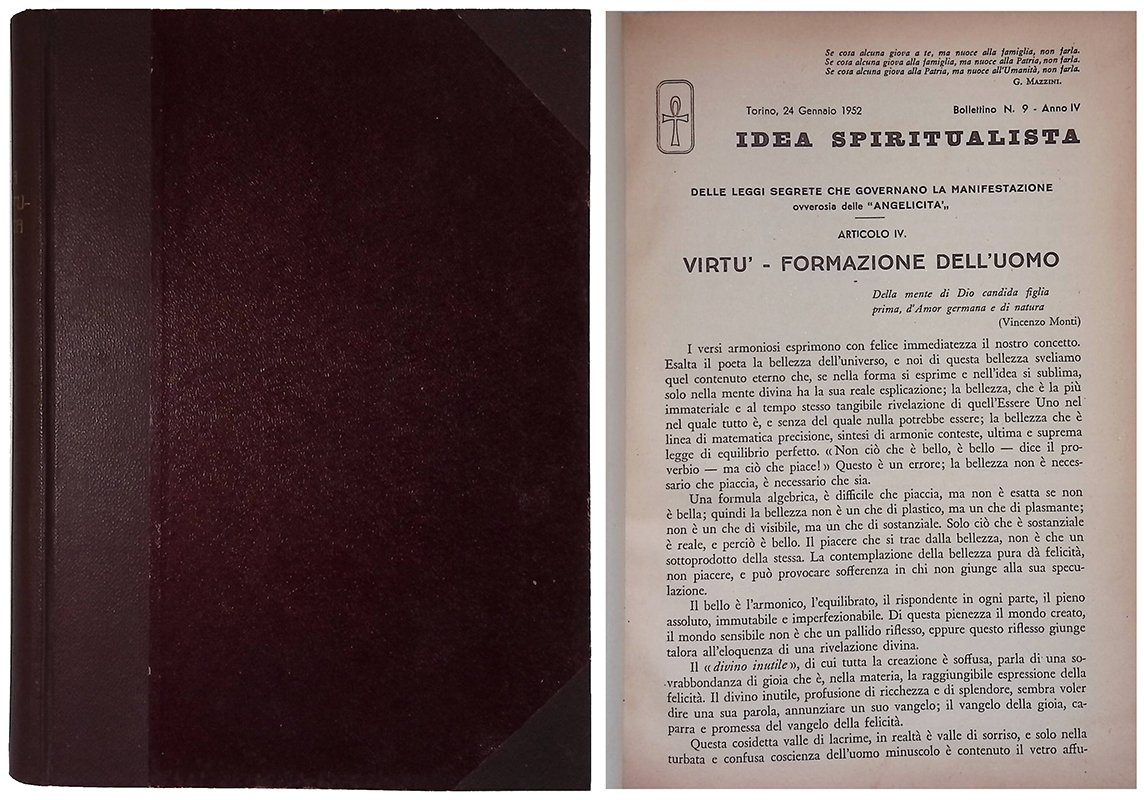 Se cosa alcuna giova a te, ma nuoce alla famiglia, non farla.
Se cosa alcuna giova alla famiglia, ma nuoce alla Patria, non farla.
Se cosa alcuna giova alla Patria, ma nuoce all'Umanità, non farla.
G. MAZZINI.
Torino, 24 Gennaio 1952
Bollettino N. 9 - Anno IV
IDEA SPIRITUALISTA
DELLE LEGGI SEGRETE CHE GOVERNANO LA MANIFESTAZIONE
ovverosia delle "ANGELICITA'„
ARTICOLO IV.
VIRTU' - FORMAZIONE DELL'UOMO
Della mente di Dio candida figlia
prima, d'Amor germana e di natura
(Vincenzo Monti)
I versi armoniosi esprimono con felice immediatezza il nostro concetto.
Esalta il poeta la bellezza dell'universo, e noi di questa bellezza sveliamo
quel contenuto eterno che, se nella forma si esprime e nell'idea si sublima,
solo nella mente divina ha la sua reale esplicazione; la bellezza, che è la più
immateriale e al tempo stesso tangibile rivelazione di quell'Essere Uno nel
nel quale tutto è, e senza del quale nulla potrebbe essere; la bellezza che è
linea di matematica precisione, sintesi di armonie conteste, ultima e suprema
legge di equilibrio perfetto. «Non ciò che è bello, è bello — dice il pro-
verbio — ma ciò che piace!» Questo è un errore; la bellezza non è neces-
sario che piaccia, è necessario che sia.
Una formula algebrica, è difficile che piaccia, ma non è esatta se non
è bella; quindi la bellezza non è un che di plastico, ma un che di plasmante;
non è un che di visibile, ma un che di sostanziale. Solo ciò che è sostanziale
è reale, e perciò è bello. Il piacere che si trae dalla bellezza, non è che un
sottoprodotto della stessa. La contemplazione della bellezza pura dà felicità,
non piacere, e può provocare sofferenza in chi non giunge alla sua specu-
lazione.
Il bello è l'armonico, l'equilibrato, il rispondente in ogni parte, il pieno
assoluto, immutabile e imperfezionabile. Di questa pienezza il mondo creato,
il mondo sensibile non è che un pallido riflesso, eppure questo riflesso giunge
talora all'eloquenza di una rivelazione divina.
Il «divino inutile», di cui tutta la creazione è soffusa, parla di una so-
vrabbondanza di gioia che è, nella materia, la raggiungibile espressione della
felicità. Il divino inutile, profusione di ricchezza e di splendore, sembra voler
dire una sua parola, annunziare un suo vangelo; il vangelo della gioia, ca-
parra e promessa del vangelo della felicità.
Questa cosidetta valle di lacrime, in realtà è valle di sorriso, e solo nella
turbata e confusa coscienza dell'uomo minuscolo è contenuto il vetro affu-